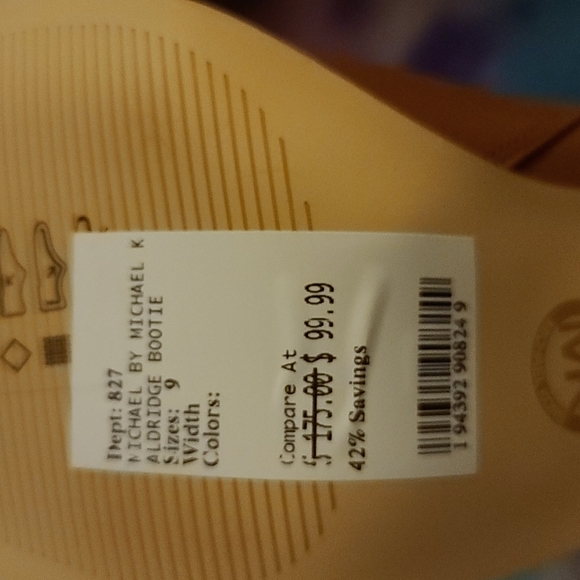 Dept: 827
MICHAEL BY MICHAEL K
ALDRIDGE BOOTIE
Sizes: 9
Width
Colors:
Compare At
$ 175.00 $ 99.99
42% Savings
1 94392 90824 9